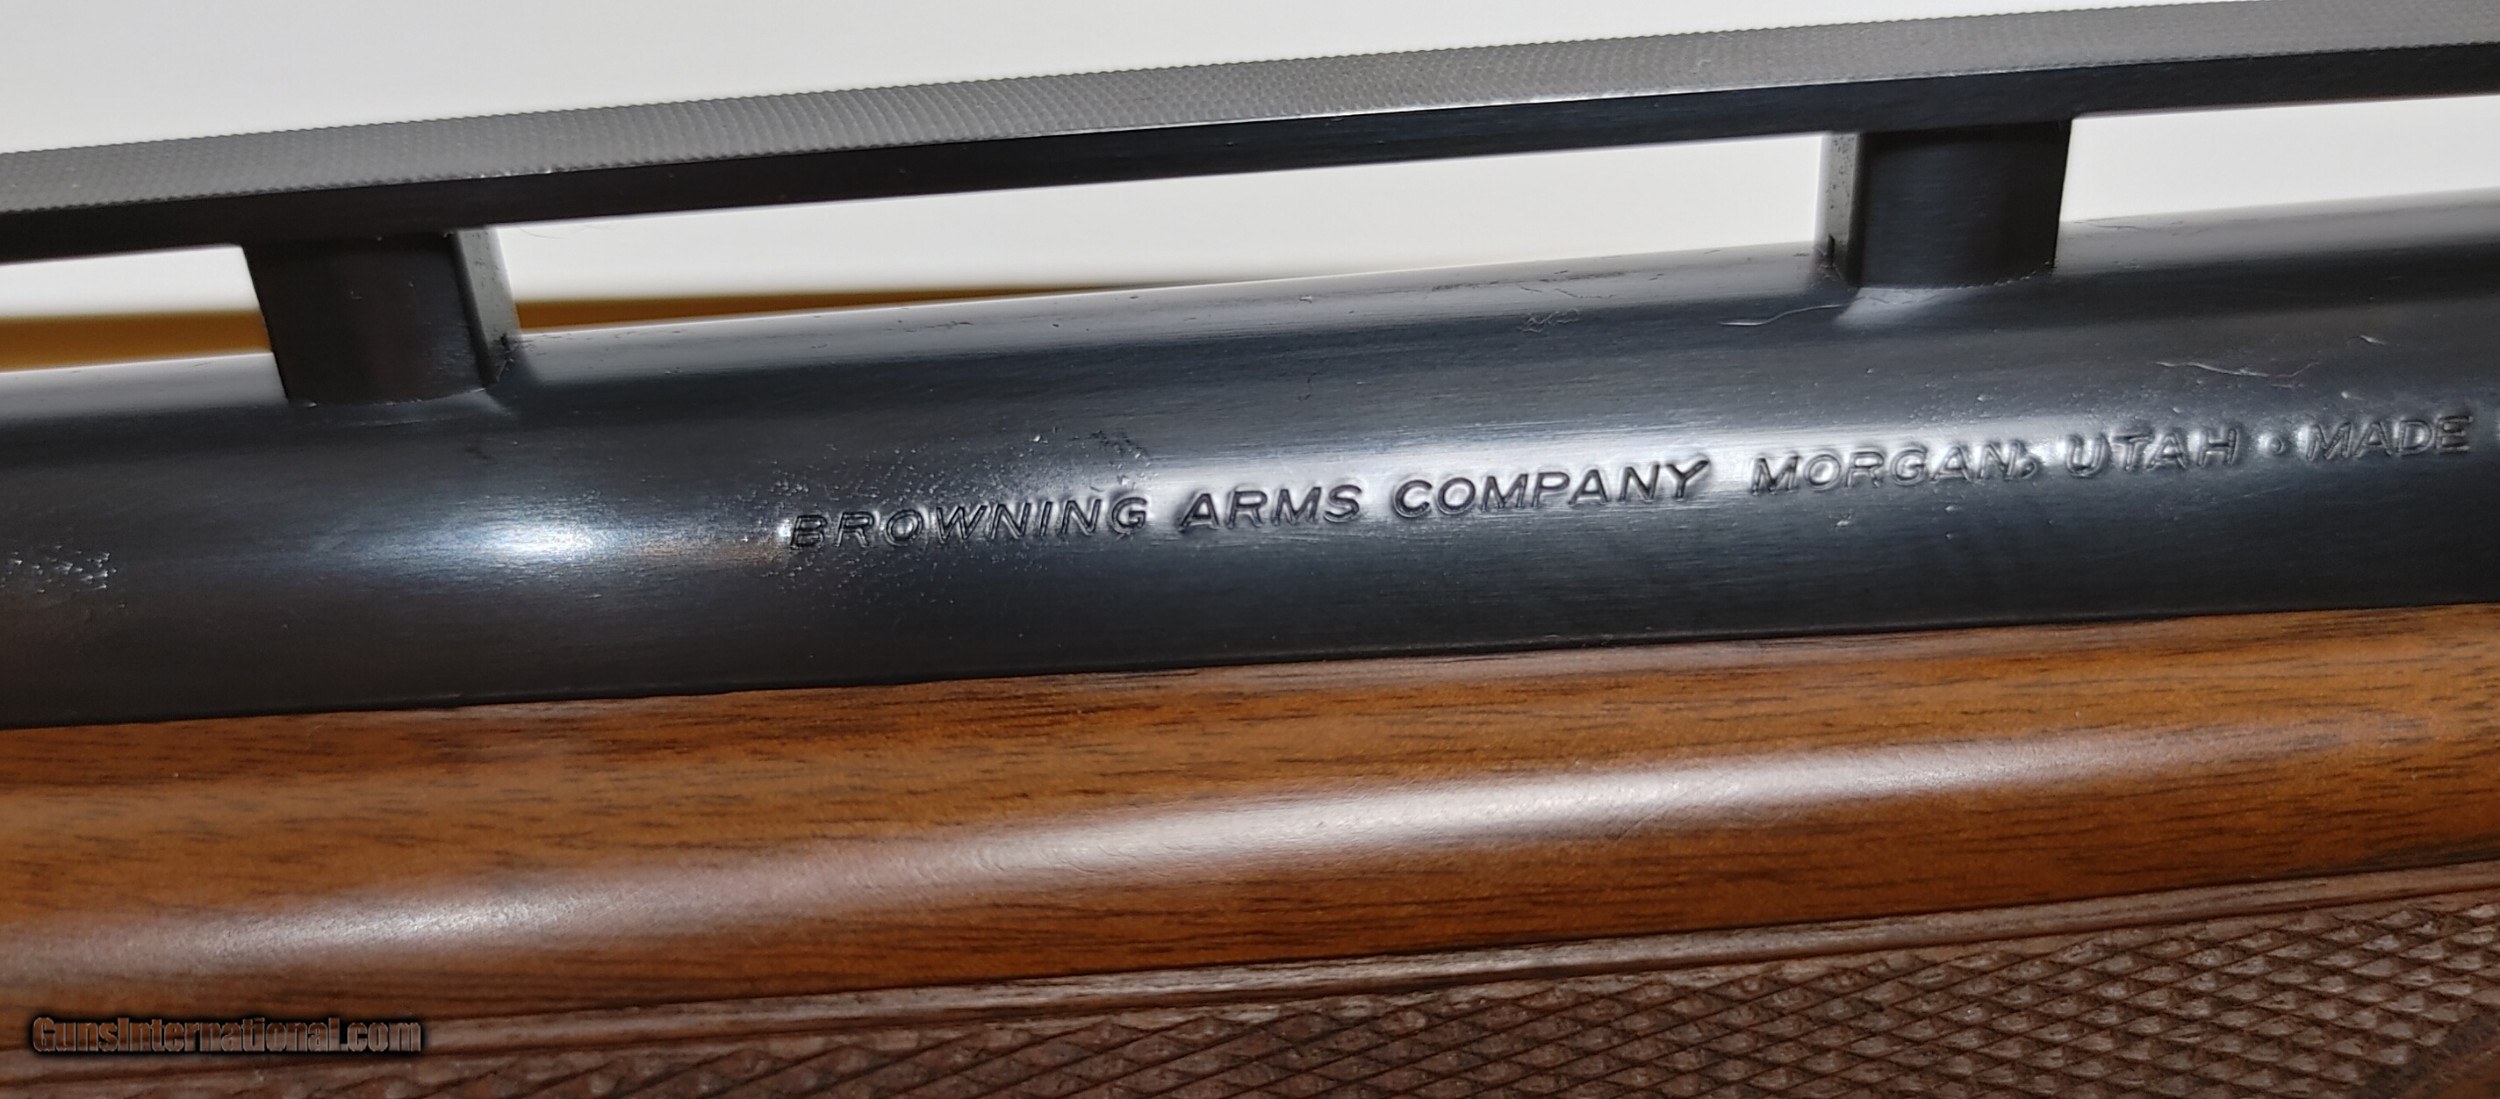 BROWNING ARMS COMPANY MORGAN, UTAH • MADE
GunsInternational.com